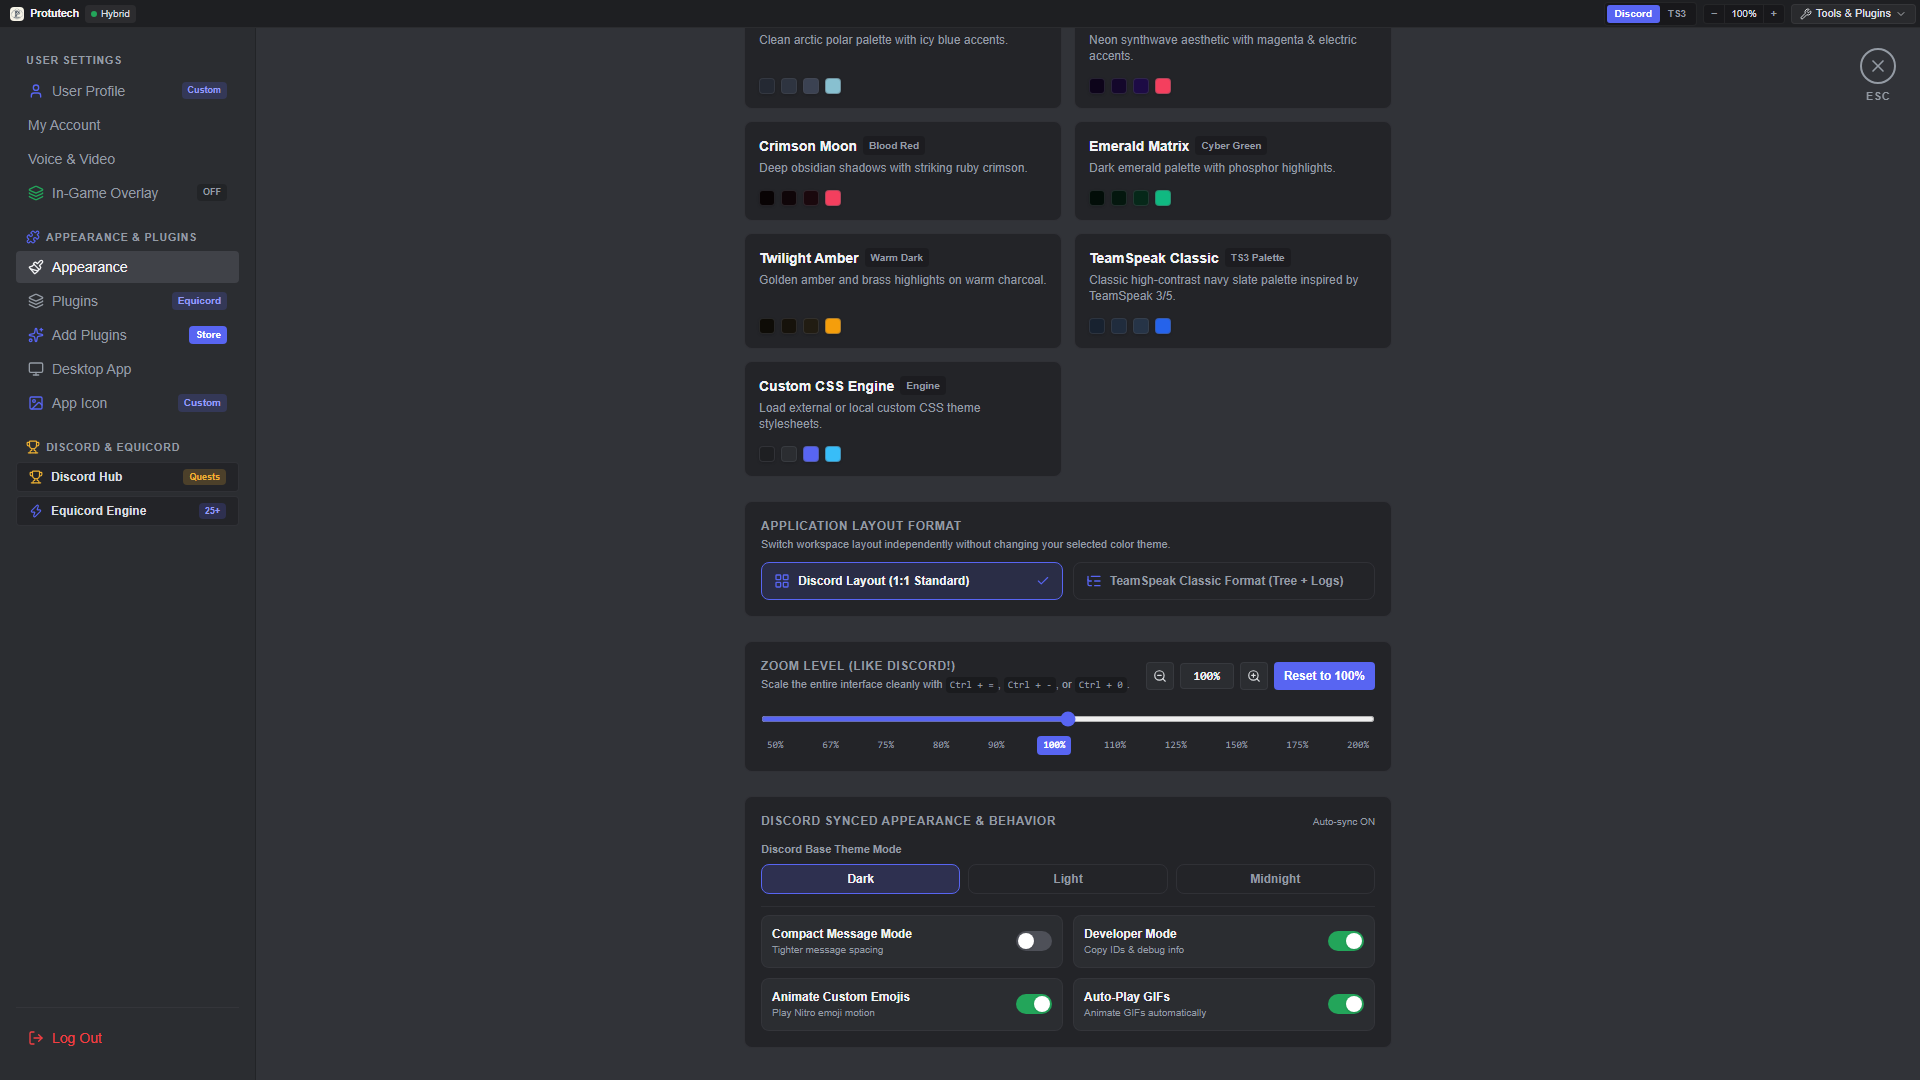 Protutech Hybrid
Discord TS3 − 100% + Tools & Plugins
USER SETTINGS
User Profile Custom
My Account
Voice & Video
In-Game Overlay OFF
APPEARANCE & PLUGINS
Appearance
Plugins Equicord
Add Plugins Store
Desktop App
App Icon Custom
DISCORD & EQUICORD
Discord Hub Quests
Equicord Engine 25+
Log Out
ESC
Clean arctic polar palette with icy blue accents.
Neon synthwave aesthetic with magenta & electric
accents.
Crimson Moon Blood Red
Deep obsidian shadows with striking ruby crimson.
Emerald Matrix Cyber Green
Dark emerald palette with phosphor highlights.
Twilight Amber Warm Dark
Golden amber and brass highlights on warm charcoal.
TeamSpeak Classic TS3 Palette
Classic high-contrast navy slate palette inspired by
TeamSpeak 3/5.
Custom CSS Engine Engine
Load external or local custom CSS theme
stylesheets.
APPLICATION LAYOUT FORMAT
Switch workspace layout independently without changing your selected color theme.
Discord Layout (1:1 Standard)
TeamSpeak Classic Format (Tree + Logs)
ZOOM LEVEL (LIKE DISCORD!)
Scale the entire interface cleanly with Ctrl + =, Ctrl + -, or Ctrl + 0.
100%
Reset to 100%
50% 67% 75% 80% 90% 100% 110% 125% 150% 175% 200%
DISCORD SYNCED APPEARANCE & BEHAVIOR
Auto-sync ON
Discord Base Theme Mode
Dark Light Midnight
Compact Message Mode
Tighter message spacing
Developer Mode
Copy IDs & debug info
Animate Custom Emojis
Play Nitro emoji motion
Auto-Play GIFs
Animate GIFs automatically